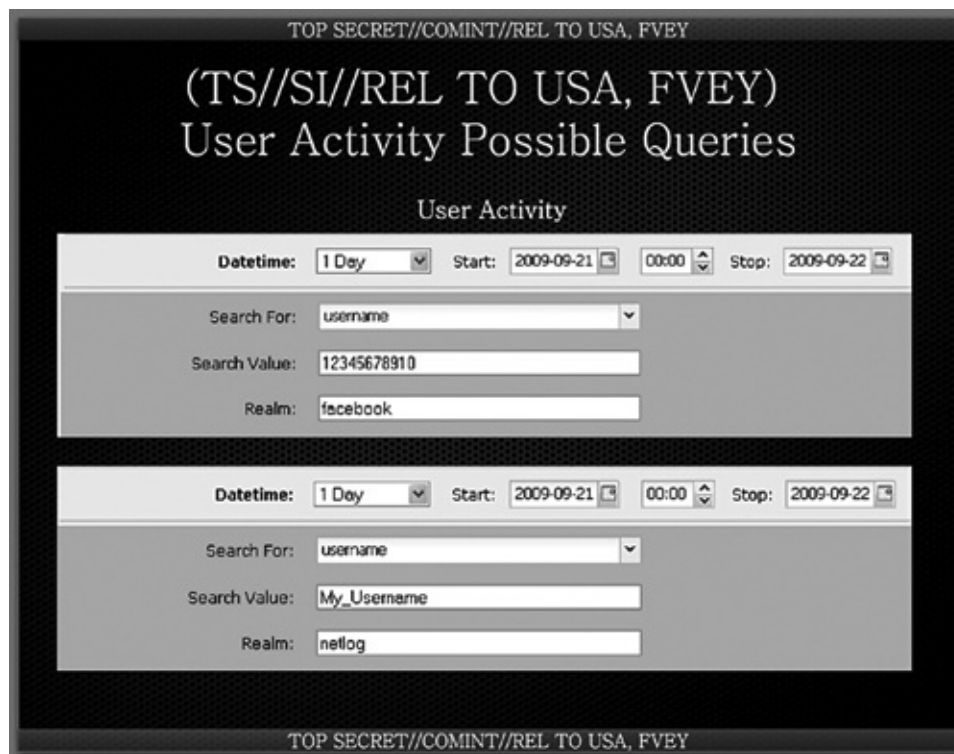 TOP SECRET//COMINT//REL TO USA, FVEY
(TS//SI//REL TO USA, FVEY)
User Activity Possible Queries
User Activity
Datetime: 1 Day Start: 2009-09-21 00:00 Stop: 2009-09-22
Search For: username
Search Value: 12345678910
Realm: facebook
Datetime: 1 Day Start: 2009-09-21 00:00 Stop: 2009-09-22
Search For: username
Search Value: My_Username
Realm: netlog
TOP SECRET//COMINT//REL TO USA, FVEY